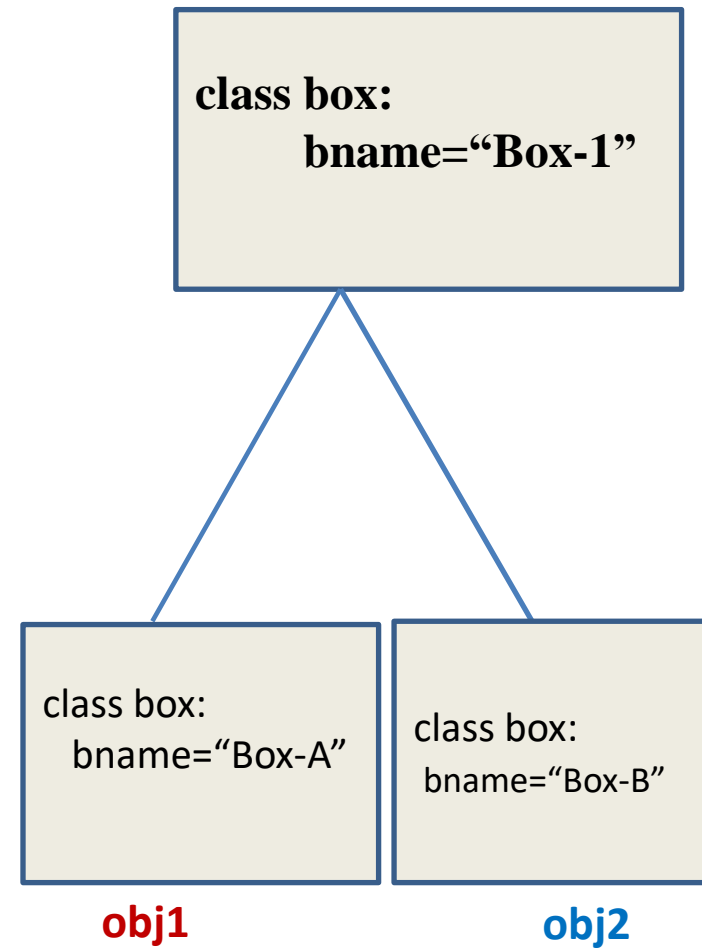 class box:
bname=“Box-1”
class box:
bname=“Box-A”
class box:
bname=“Box-B”
obj1
obj2